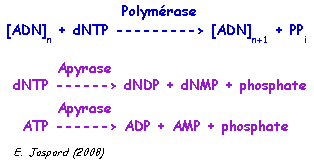 Polymérase
[ADN]n + dNTP -----------> [ADN]n+1 + PPi
Apyrase
dNTP ------> dNDP + dNMP + phosphate
Apyrase
ATP ------> ADP + AMP + phosphate
E. Jaspard (2008)